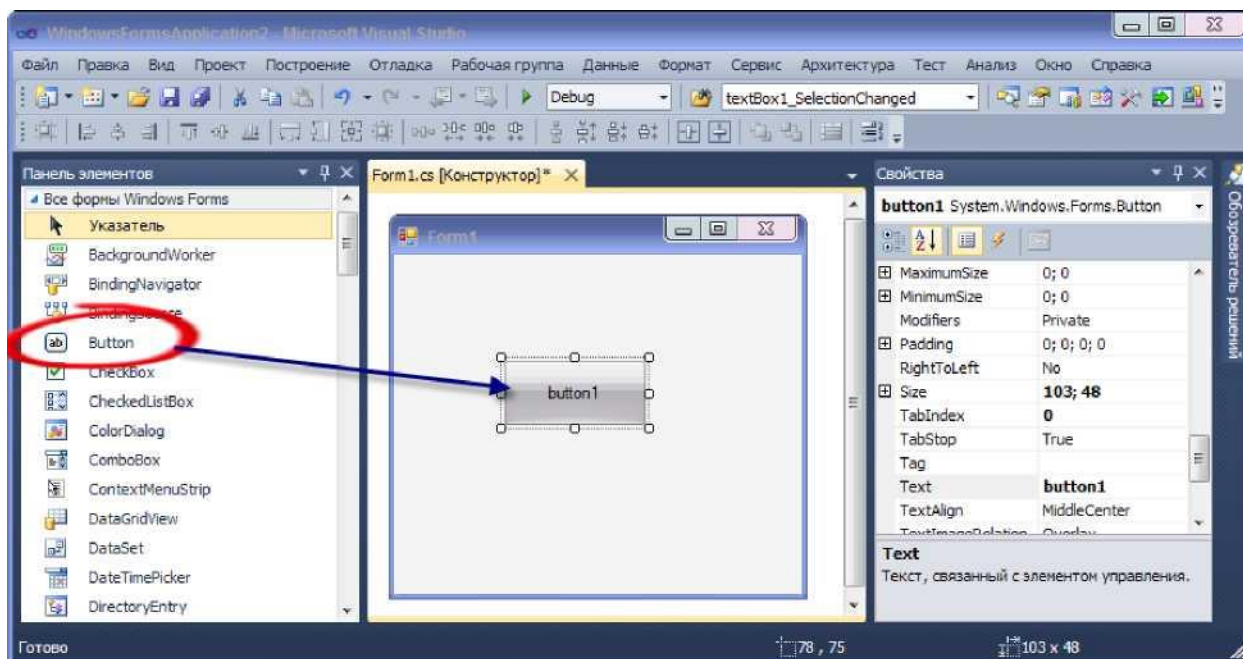 WindowsFormsApplication2 - Microsoft Visual Studio
Файл Правка Вид Проект Построение Отладка Рабочая группа Данные Формат Сервис Архитектура Тест Анализ Окно Справка
Debug textBox1_SelectionChanged
Панель элементов
Все формы Windows Forms
Указатель
BackgroundWorker
BindingNavigator
BindingSource
Button
CheckBox
CheckedListBox
ColorDialog
ComboBox
ContextMenuStrip
DataGridView
DataSet
DateTimePicker
DirectoryEntry
Form1.cs [Конструктор]*
Form1
button1
Свойства
button1 System.Windows.Forms.Button
MaximumSize 0; 0
MinimumSize 0; 0
Modifiers Private
Padding 0; 0; 0; 0
RightToLeft No
Size 103; 48
TabIndex 0
TabStop True
Tag
Text button1
TextAlign MiddleCenter
TextImageRelation Overlay
Text
Текст, связанный с элементом управления.
Обозреватель решений
Готово 78 , 75 103 x 48